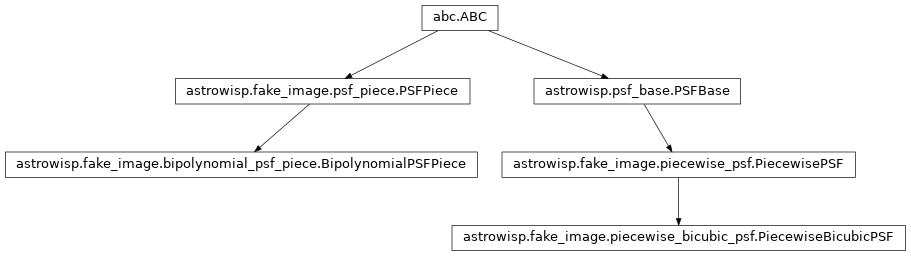 abc.ABC
astrowisp.fake_image.psf_piece.PSFPiece
astrowisp.psf_base.PSFBase
astrowisp.fake_image.bipolynomial_psf_piece.BipolynomialPSFPiece
astrowisp.fake_image.piecewise_psf.PiecewisePSF
astrowisp.fake_image.piecewise_bicubic_psf.PiecewiseBicubicPSF